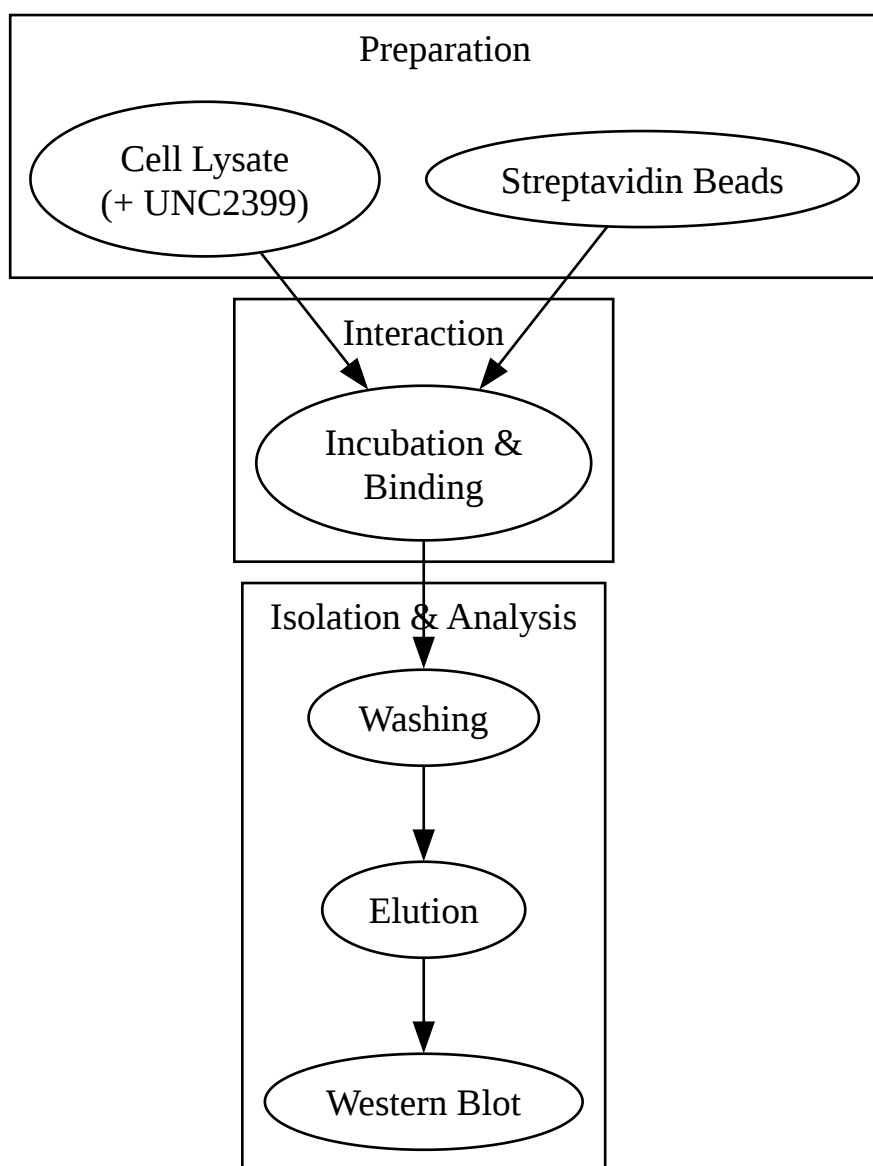 Preparation
Cell Lysate
(+ UNC2399)
Streptavidin Beads
Interaction
Incubation &
Binding
Isolation & Analysis
Washing
Elution
Western Blot